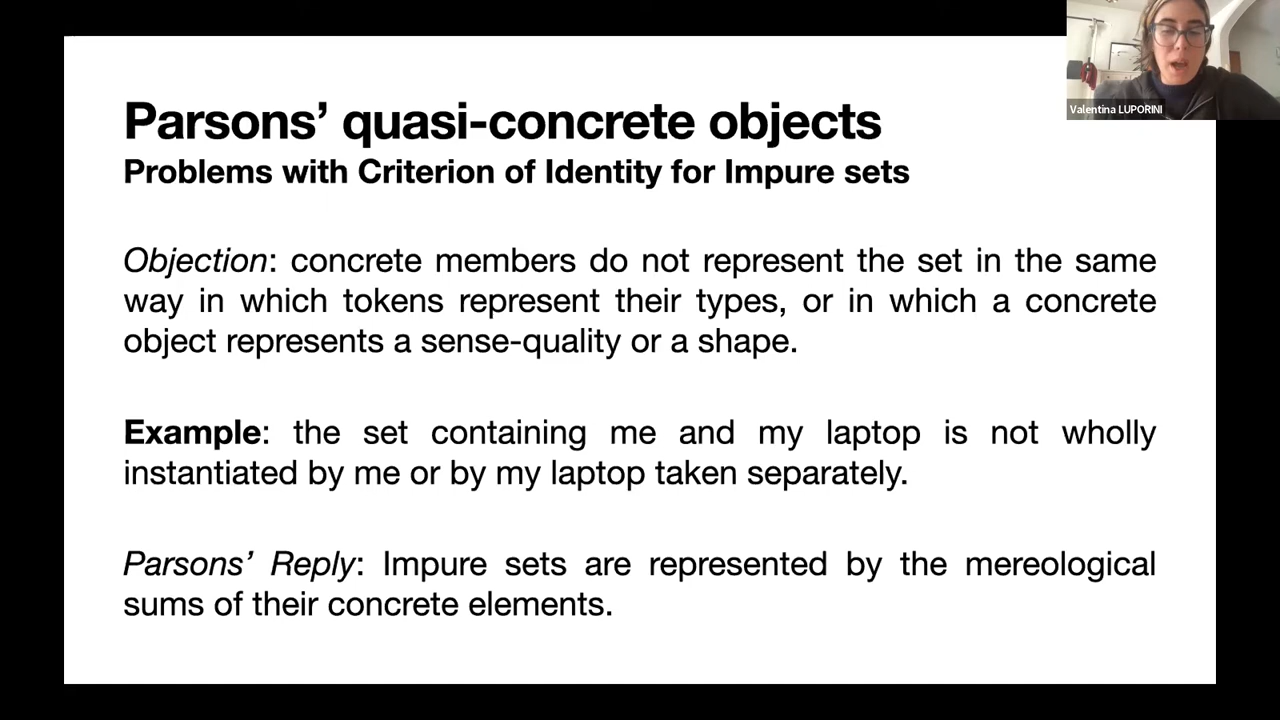 Parsons’ quasi-concrete objects
Problems with Criterion of Identity for Impure sets
Valentina LUPORINI
Objection: concrete members do not represent the set in the same
way in which tokens represent their types, or in which a concrete
object represents a sense-quality or a shape.
Example: the set containing me and my laptop is not wholly
instantiated by me or by my laptop taken separately.
Parsons’ Reply: Impure sets are represented by the mereological
sums of their concrete elements.